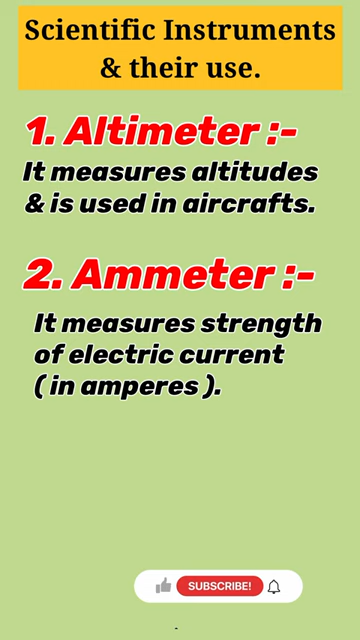 Scientific Instruments
& their use.
1. Altimeter :-
It measures altitudes
& is used in aircrafts.
2. Ammeter :-
It measures strength
of electric current
( in amperes ).
SUBSCRIBE!